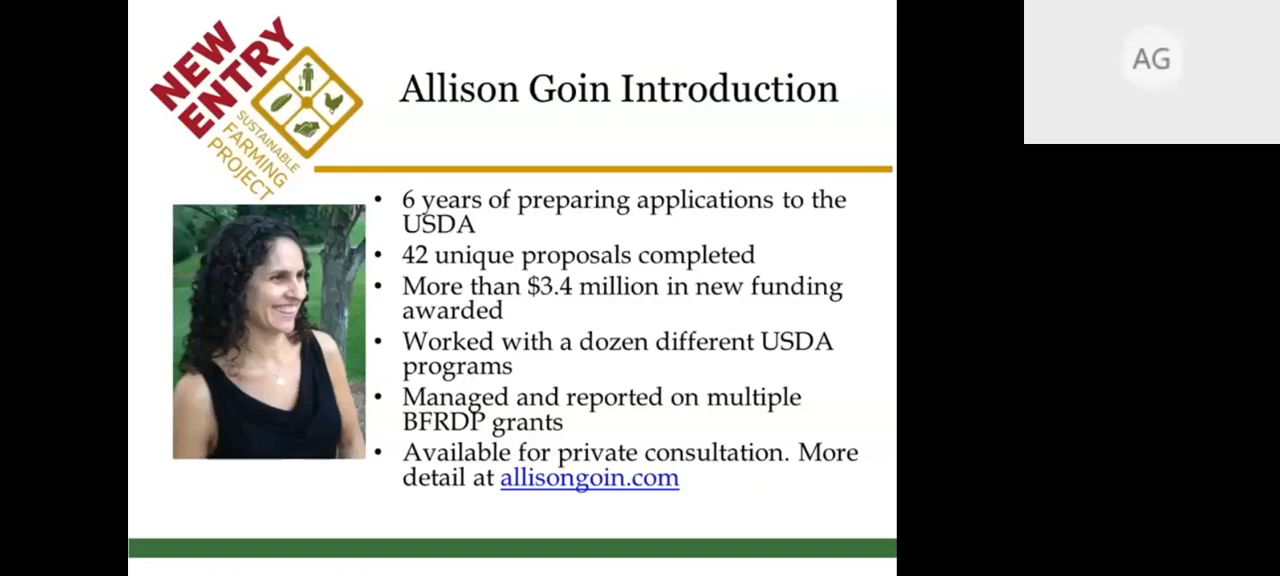 NEW
ENTRY
SUSTAINABLE
FARMING
PROJECT
Allison Goin Introduction
• 6 years of preparing applications to the
USDA
• 42 unique proposals completed
• More than $3.4 million in new funding
awarded
• Worked with a dozen different USDA
programs
• Managed and reported on multiple
BFRDP grants
• Available for private consultation. More
detail at allisongoin.com
AG